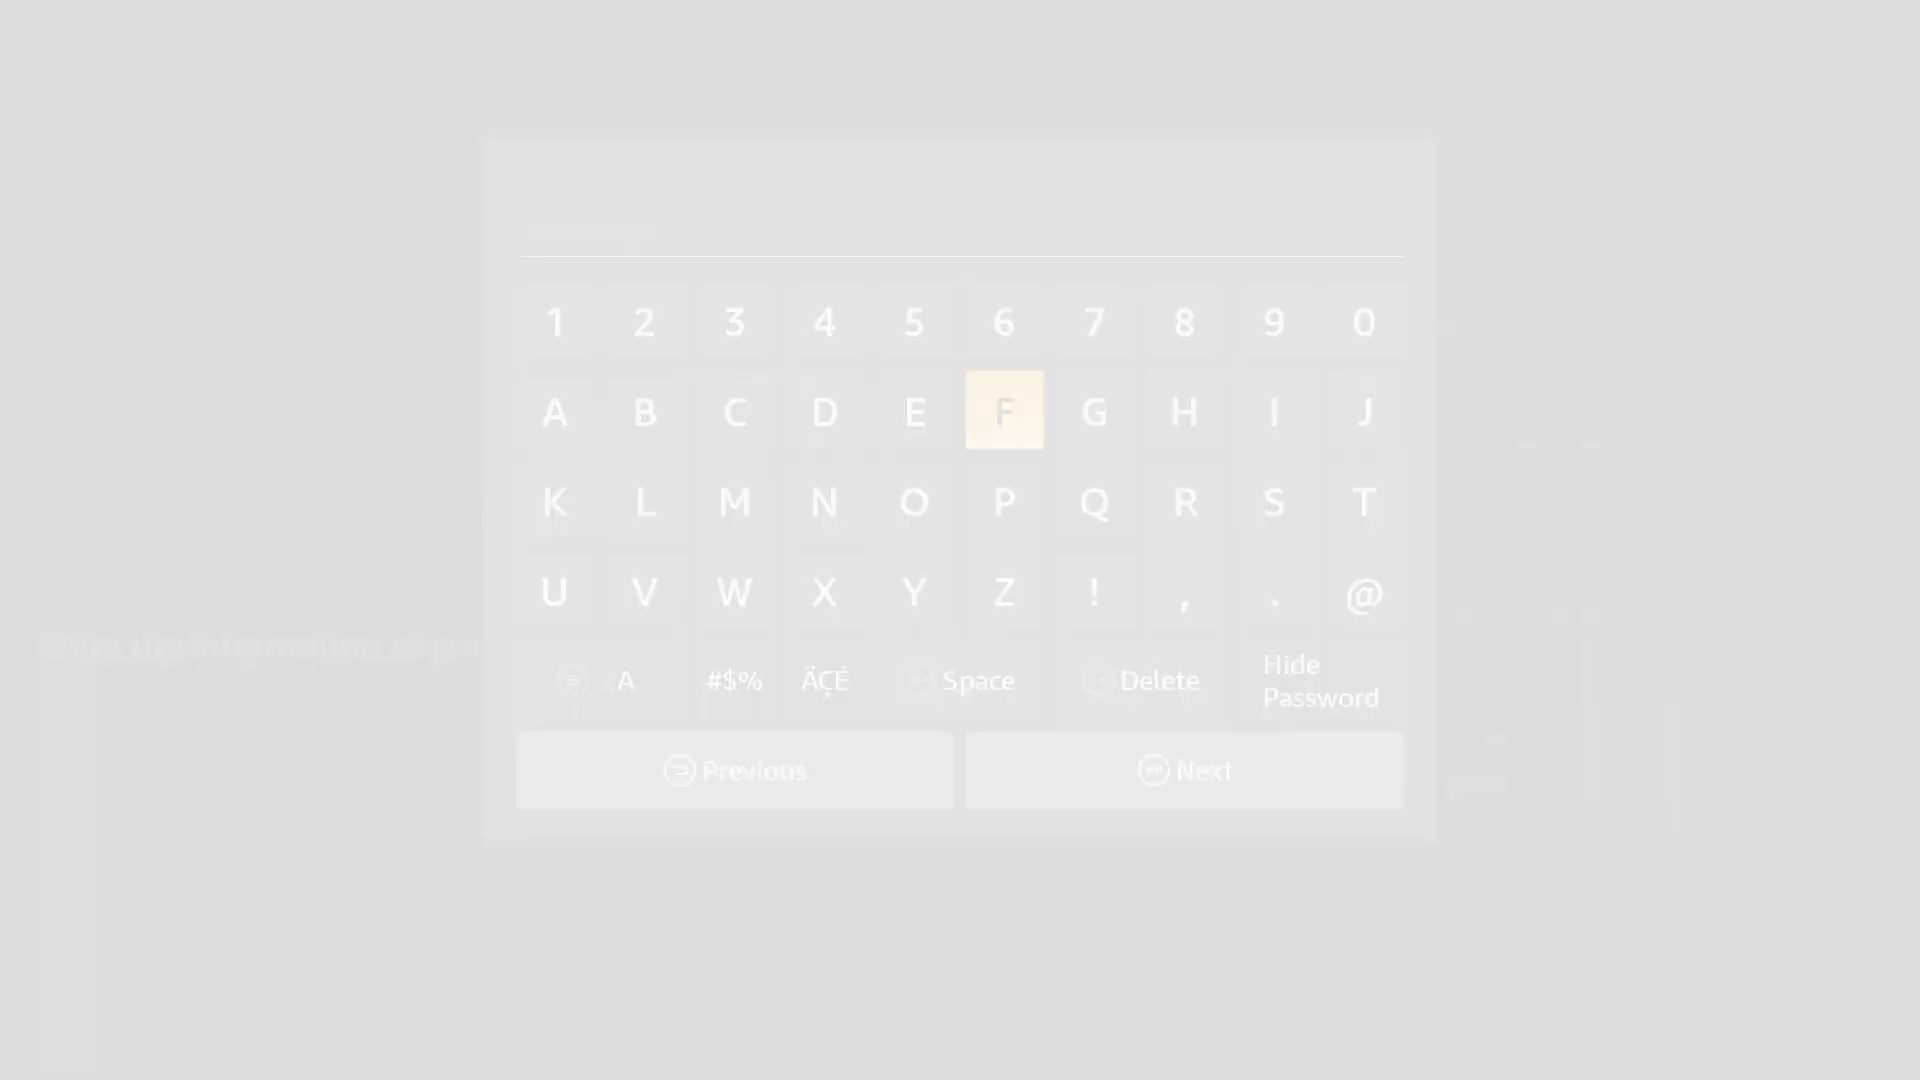 1 2 3 4 5 6 7 8 9 0
A B C D E F G H I J
K L M N O P Q R S T
U V W X Y Z ! , . @
A #$% ÄÇÉ Space Delete Hide Password
Previous Next